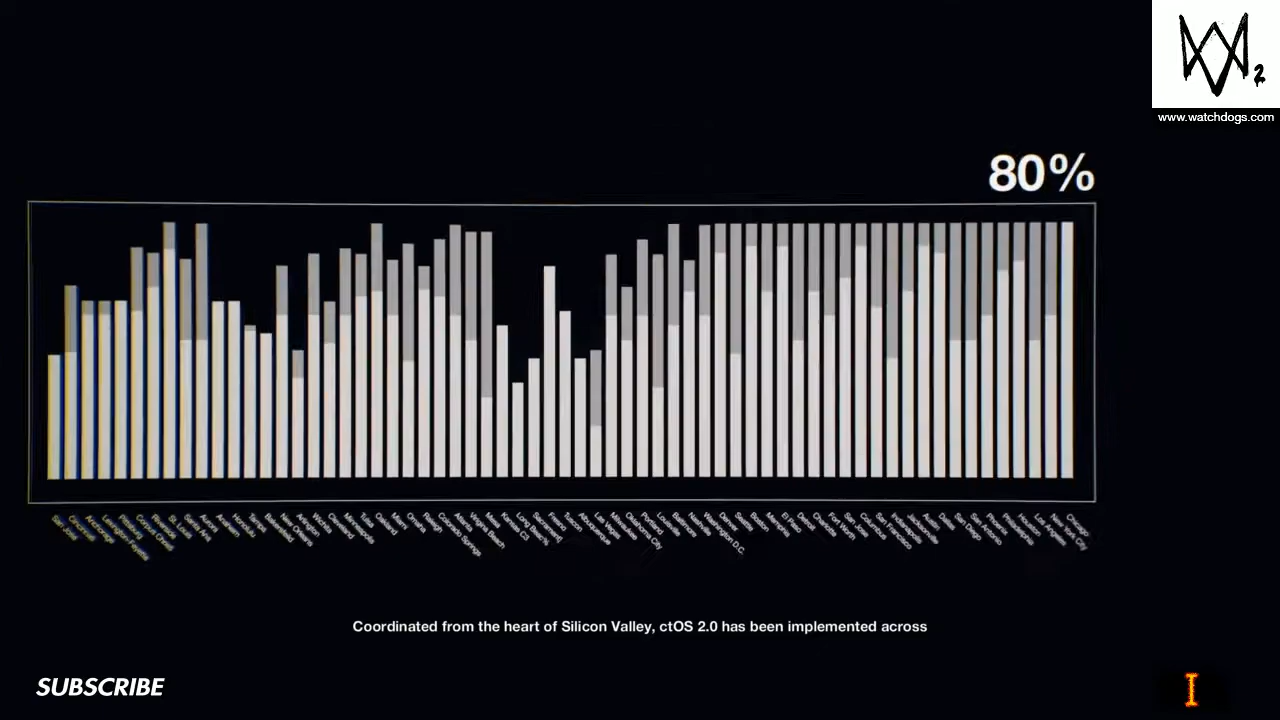 2
www.watchdogs.com
80%
San Jose
Cincinnati
Anchorage
Lexington-Fayette
Pittsburgh
Corpus Christi
Riverside
St. Louis
Santa Ana
Aurora
Anaheim
Honolulu
Tampa
Bakersfield
New Orleans
Arlington
Wichita
Cleveland
Minneapolis
Tulsa
Oakland
Miami
Omaha
Raleigh
Colorado Springs
Atlanta
Virginia Beach
Mesa
Long Beach
Sacramento
Fresno
Tucson
Albuquerque
Las Vegas
Milwaukee
Oklahoma City
Portland
Louisville
Baltimore
Nashville
Washington D.C.
Denver
Seattle
Boston
Memphis
El Paso
Detroit
Charlotte
Fort Worth
San Jose
Columbus
San Francisco
Indianapolis
Jacksonville
Austin
Dallas
San Diego
San Antonio
Phoenix
Philadelphia
Houston
Los Angeles
New York City
Chicago
Coordinated from the heart of Silicon Valley, ctOS 2.0 has been implemented across
SUBSCRIBE
I